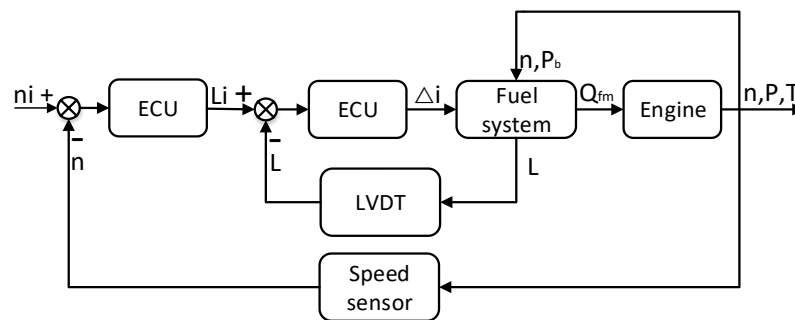 n,Pb
ni + ECU Li + ECU △i Fuel system Qfm Engine n,P,T
− n
− L
L
LVDT
Speed sensor